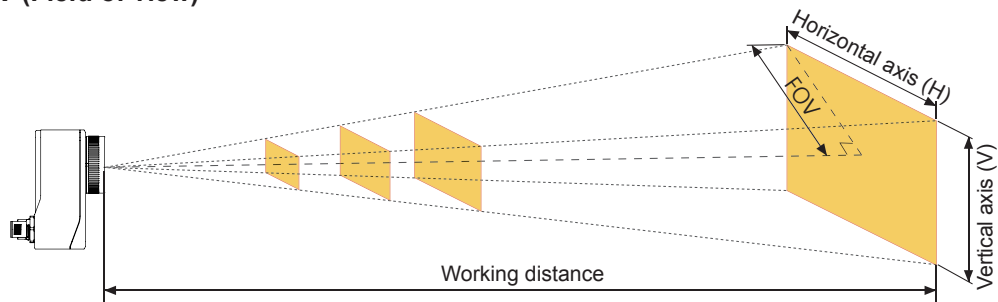 Horizontal axis (H)
FOV
Vertical axis (V)
Working distance